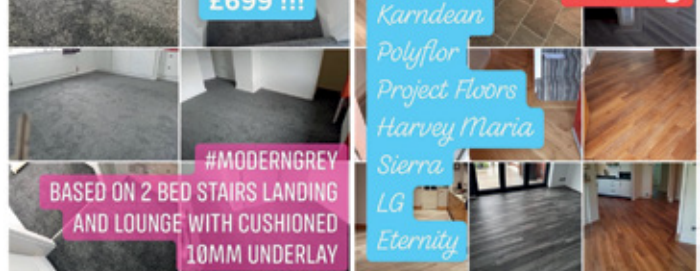 £699 !!!
#MODERNGREY
BASED ON 2 BED STAIRS LANDING
AND LOUNGE WITH CUSHIONED
10MM UNDERLAY
Karndean
Polyflor
Project Floors
Harvey Maria
Sierra
LG
Eternity